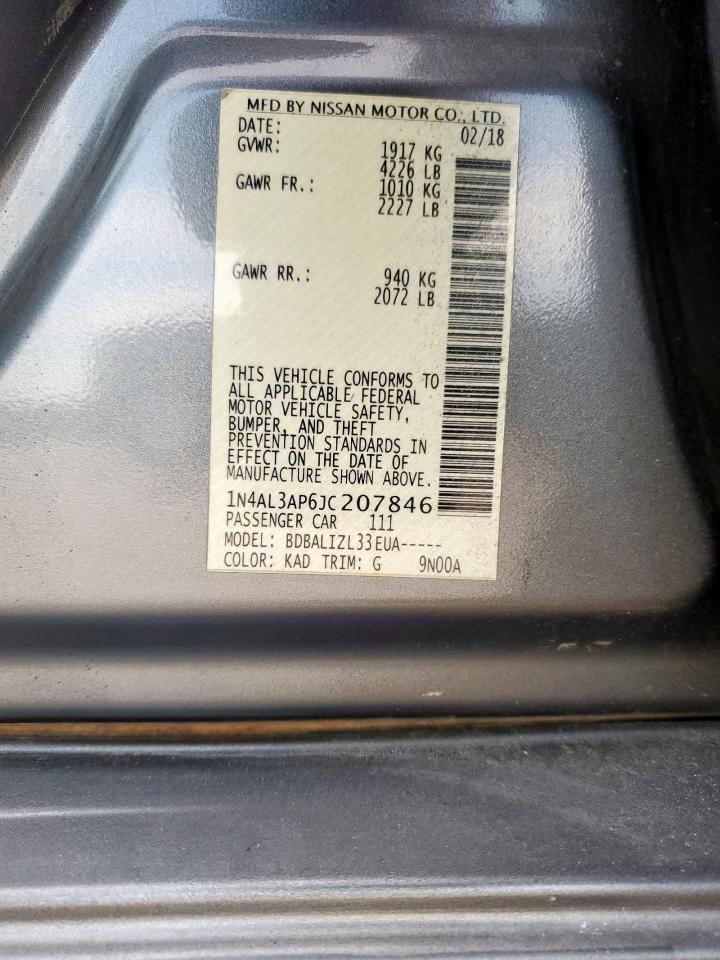 MFD BY NISSAN MOTOR CO., LTD.
DATE: 02/18
GVWR: 1917 KG
4226 LB
GAWR FR.: 1010 KG
2227 LB
GAWR RR.: 940 KG
2072 LB
THIS VEHICLE CONFORMS TO
ALL APPLICABLE FEDERAL
MOTOR VEHICLE SAFETY,
BUMPER, AND THEFT
PREVENTION STANDARDS IN
EFFECT ON THE DATE OF
MANUFACTURE SHOWN ABOVE.
1N4AL3AP6JC207846
PASSENGER CAR 111
MODEL: BDBALIZL33EUA-----
COLOR: KAD TRIM: G 9N00A